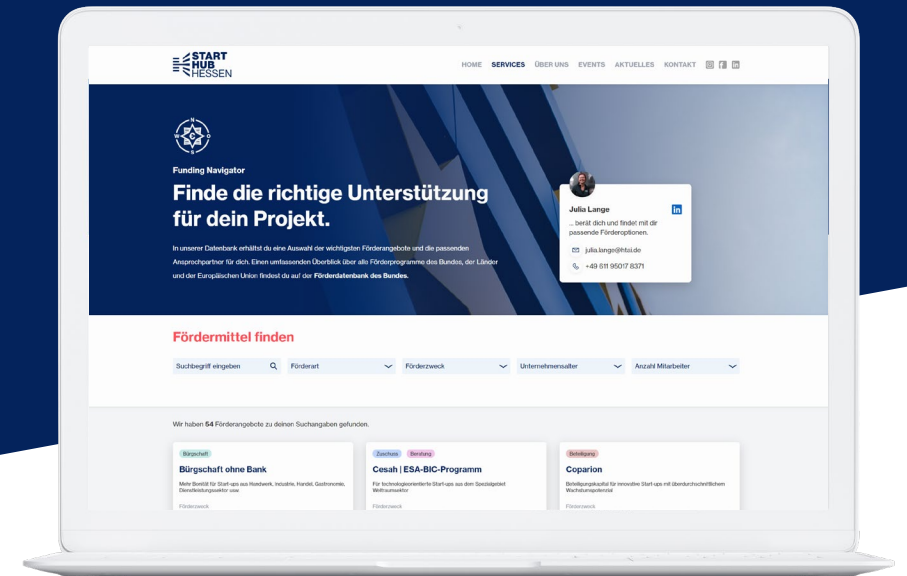 START
HUB
HESSEN
HOME SERVICES ÜBER UNS EVENTS AKTUELLES KONTAKT
N
W C O
S
Funding Navigator
Finde die richtige Unterstützung
für dein Projekt.
In unserer Datenbank erhältst du eine Auswahl der wichtigsten Förderangebote und die passenden
Ansprechpartner für dich. Einen umfassenden Überblick über alle Förderprogramme des Bundes, der Länder
und der Europäischen Union findest du auf der Förderdatenbank des Bundes.
Julia Lange
in
... berät dich und findet mit dir
passende Förderoptionen.
julia.lange@htai.de
+49 611 95017 8371
Fördermittel finden
Suchbegriff eingeben
Förderart
Förderzweck
Unternehmensalter
Anzahl Mitarbeiter
Wir haben 54 Förderangebote zu deinen Suchangaben gefunden.
Bürgschaft
Bürgschaft ohne Bank
Mehr Bonität für Start-ups aus Handwerk, Industrie, Handel, Gastronomie,
Dienstleistungssektor usw.
Förderzweck
Zuschuss Beratung
Cesah | ESA-BIC-Programm
Für technologieorientierte Start-ups aus dem Spezialgebiet
Weltraumsektor
Förderzweck
Beteiligung
Coparion
Beteiligungskapital für innovative Start-ups mit überdurchschnittlichem
Wachstumspotenzial
Förderzweck